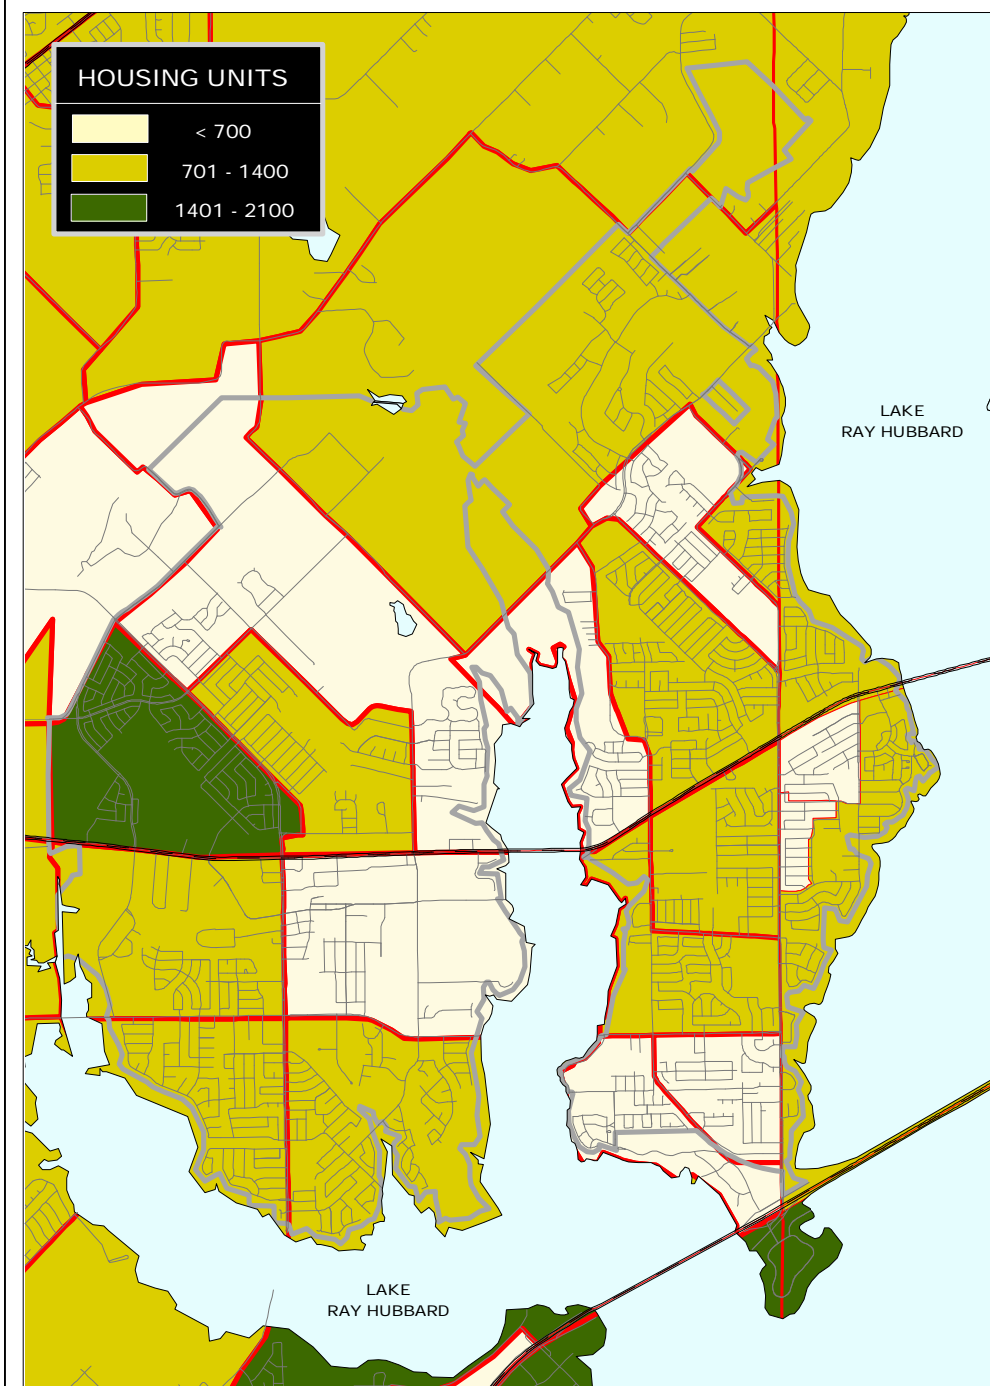 HOUSING UNITS
< 700
701 - 1400
1401 - 2100
LAKE
RAY HUBBARD
LAKE
RAY HUBBARD